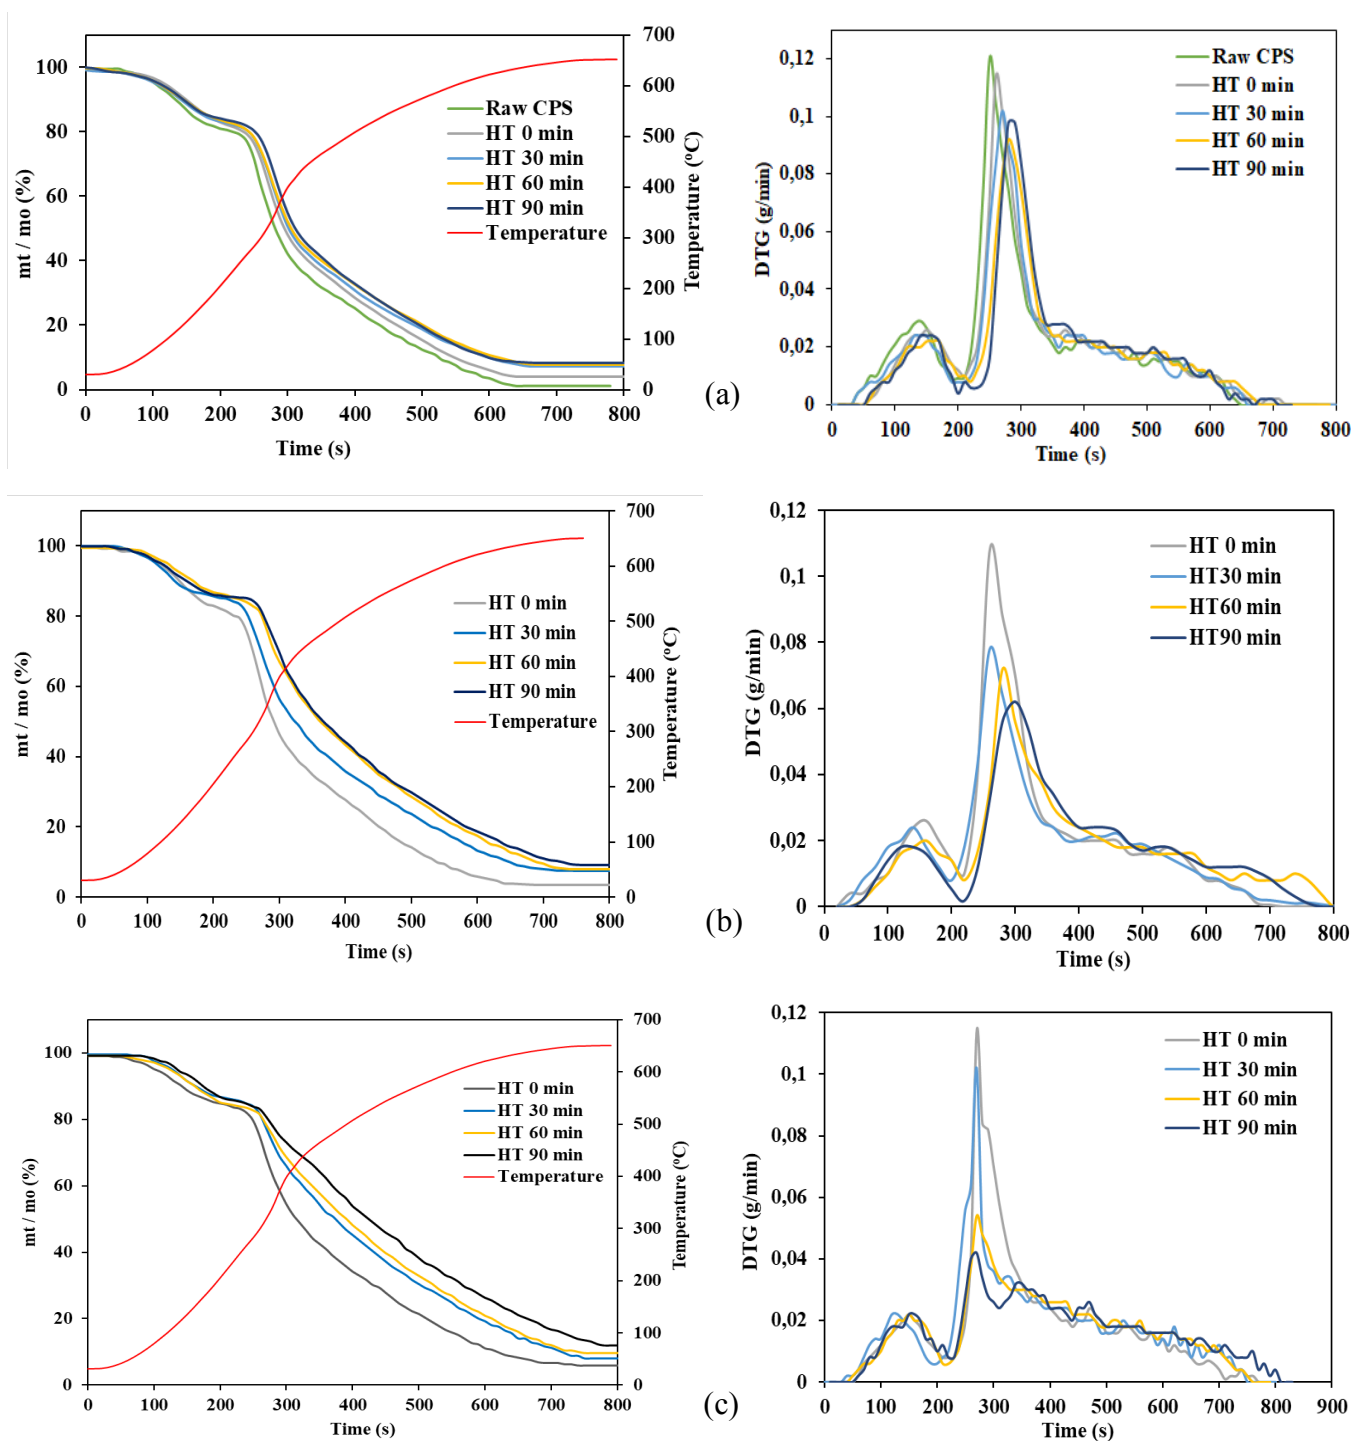 mt / mo (%)
100
80
60
40
20
0
0 100 200 300 400 500 600 700 800
Time (s)
700
600
500
400
300
200
100
0
Temperature (ºC)
Raw CPS
HT 0 min
HT 30 min
HT 60 min
HT 90 min
Temperature
(a)
DTG (g/min)
0,12
0,1
0,08
0,06
0,04
0,02
0
0 100 200 300 400 500 600 700 800
Time (s)
Raw CPS
HT 0 min
HT 30 min
HT 60 min
HT 90 min
mt / mo (%)
100
80
60
40
20
0
0 100 200 300 400 500 600 700 800
Time (s)
700
600
500
400
300
200
100
0
Temperature (ºC)
HT 0 min
HT 30 min
HT 60 min
HT 90 min
Temperature
(b)
DTG (g/min)
0,12
0,1
0,08
0,06
0,04
0,02
0
0 100 200 300 400 500 600 700 800
Time (s)
HT 0 min
HT30 min
HT60 min
HT90 min
mt / mo (%)
100
80
60
40
20
0
0 100 200 300 400 500 600 700 800
Time (s)
700
600
500
400
300
200
100
0
Temperature (ºC)
HT 0 min
HT 30 min
HT 60 min
HT 90 min
Temperature
(c)
DTG (g/min)
0,12
0,1
0,08
0,06
0,04
0,02
0
0 100 200 300 400 500 600 700 800 900
Time (s)
HT 0 min
HT 30 min
HT 60 min
HT 90 min